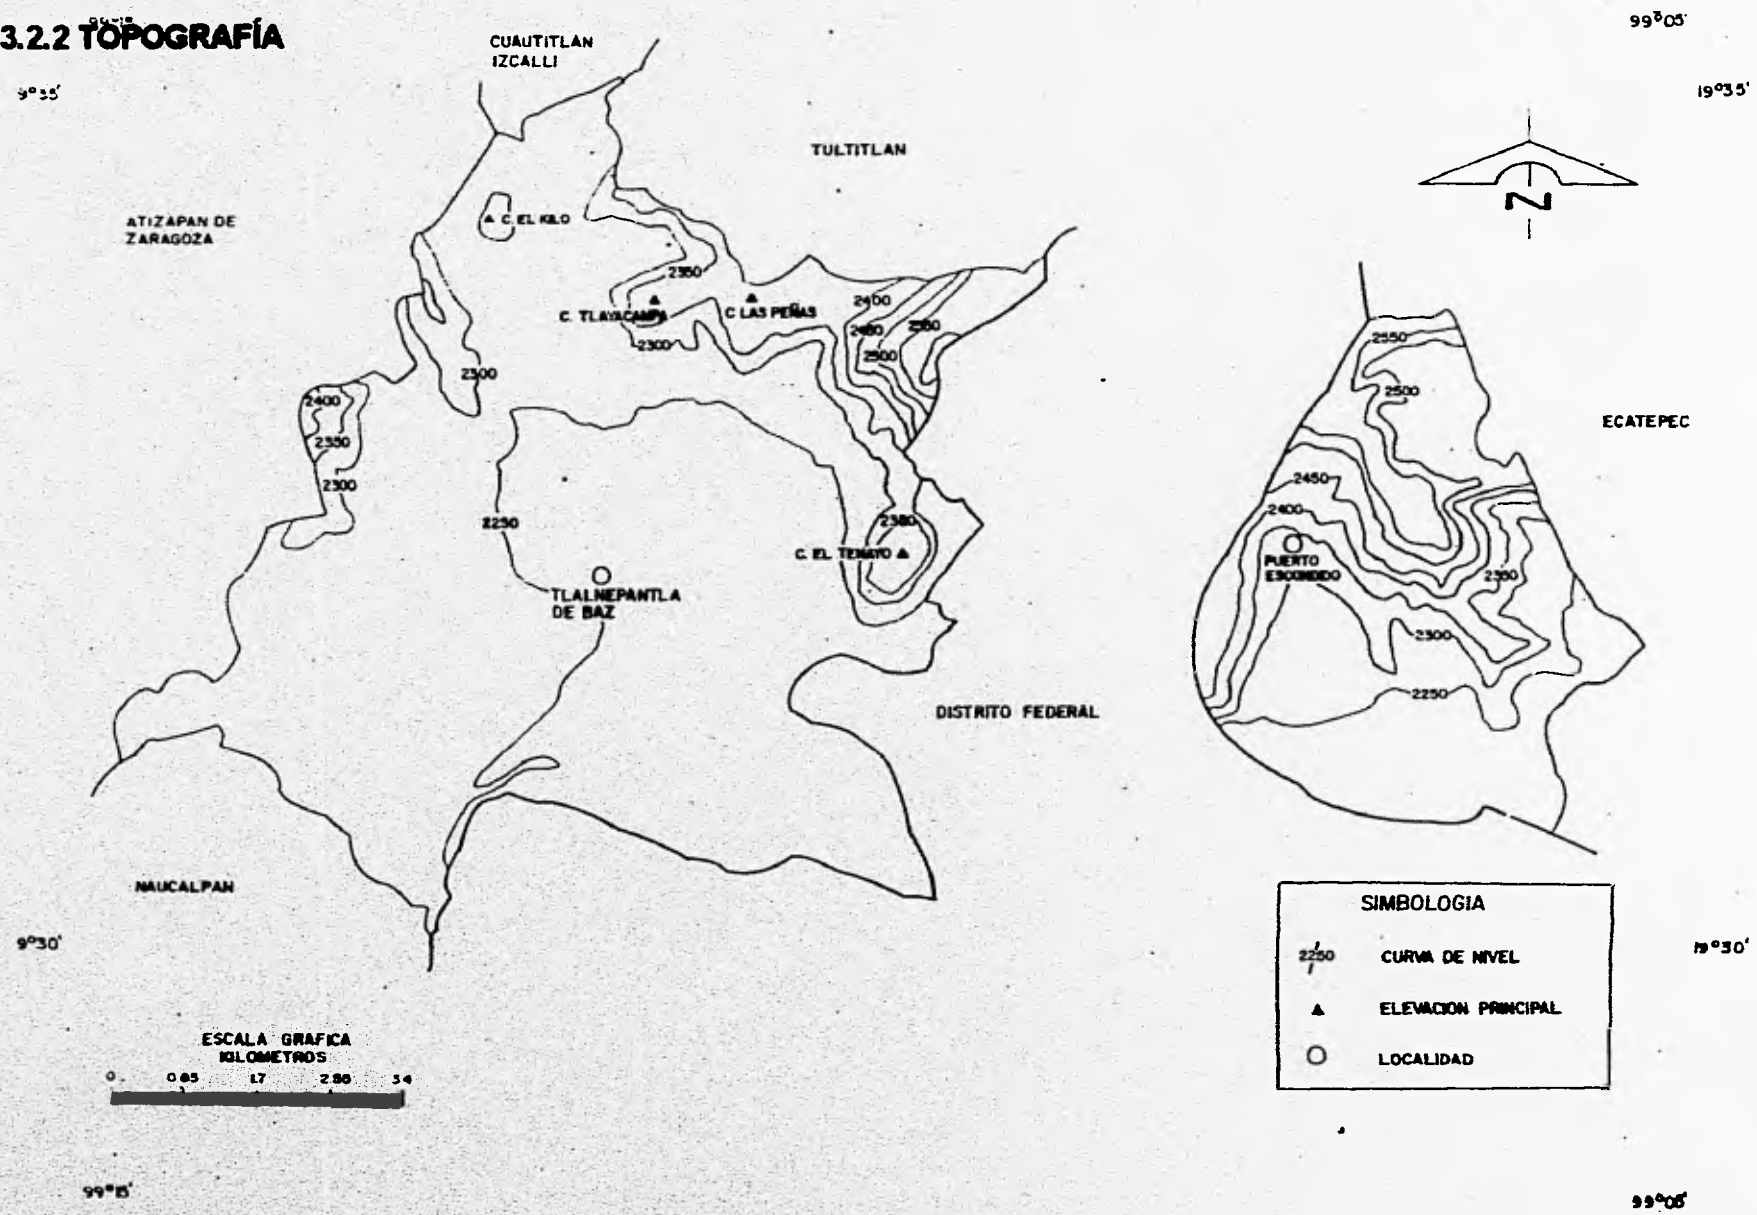 3.2.2 TOPOGRAFÍA
99°05'
CUAUTITLAN
IZCALLI
9°35'
19°35'
TULTITLAN
ATIZAPAN DE
ZARAGOZA
N
C. EL KILO
2350
C. TLAYACAMPA
C. LAS PEÑAS
2400
2450
2550
2500
2300
2300
2550
2500
ECATEPEC
2400
2350
2300
2450
2400
2250
2350
C. EL TENAYO
PUERTO
ESCONDIDO
2350
TLALNEPANTLA
DE BAZ
2300
2250
DISTRITO FEDERAL
NAUCALPAN
SIMBOLOGIA
2250 CURVA DE NIVEL
ELEVACION PRINCIPAL
LOCALIDAD
9°30'
19°30'
ESCALA GRAFICA
KILOMETROS
0 0.85 1.7 3.4
99°15'
99°05'